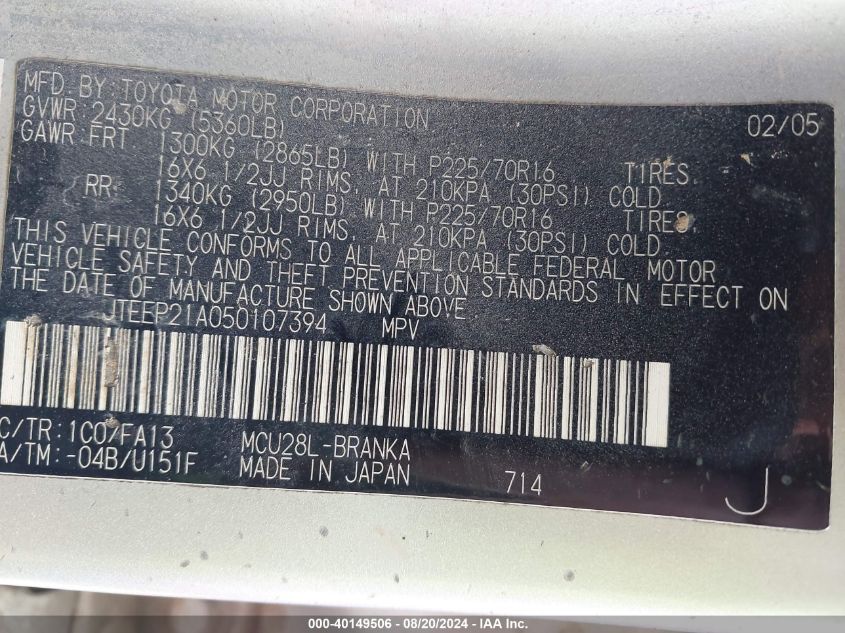 MFD. BY: TOYOTA MOTOR CORPORATION 02/05
GVWR 2430KG (5360LB)
GAWR FRT 1300KG (2865LB) WITH P225/70R16 TIRES.
16X6 1/2JJ RIMS. AT 210KPA (30PSI) COLD
RR: 1340KG (2950LB) WITH P225/70R16 TIRES.
16X6 1/2JJ RIMS. AT 210KPA (30PSI) COLD.
THIS VEHICLE CONFORMS TO ALL APPLICABLE FEDERAL MOTOR
VEHICLE SAFETY AND THEFT PREVENTION STANDARDS IN EFFECT ON
THE DATE OF MANUFACTURE SHOWN ABOVE.
JTEEP21A050107394 MPV
C/TR: 1C0/FA13 MCU28L-BRANKA
A/TM: -04B/U151F MADE IN JAPAN 714 J
000-40149506 - 08/20/2024 - IAA, Inc.